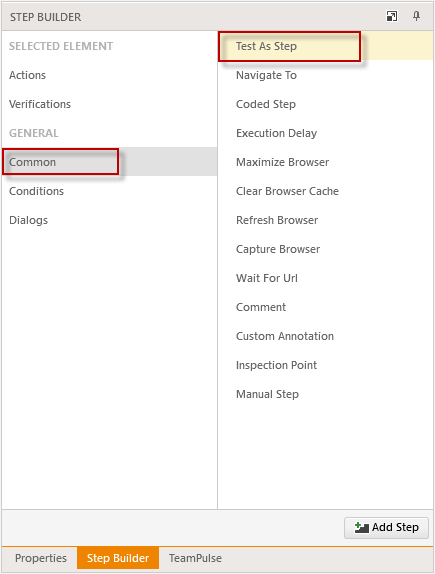 STEP BUILDER
SELECTED ELEMENT
Actions
Verifications
GENERAL
Common
Conditions
Dialogs
Test As Step
Navigate To
Coded Step
Execution Delay
Maximize Browser
Clear Browser Cache
Refresh Browser
Capture Browser
Wait For Url
Comment
Custom Annotation
Inspection Point
Manual Step
Add Step
Properties Step Builder TeamPulse